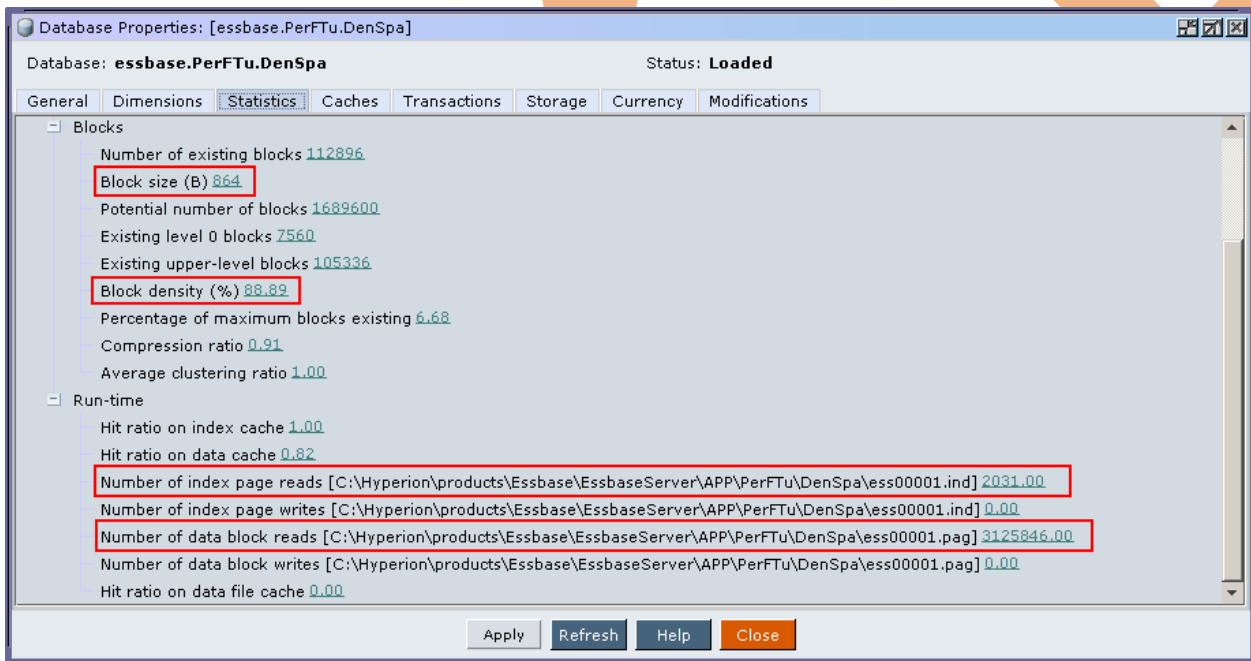 Database Properties: [essbase.PerFTu.DenSpa]
Database: essbase.PerFTu.DenSpa Status: Loaded
General Dimensions Statistics Caches Transactions Storage Currency Modifications
Blocks
Number of existing blocks 112896
Block size (B) 864
Potential number of blocks 1689600
Existing level 0 blocks 7560
Existing upper-level blocks 105336
Block density (%) 88.89
Percentage of maximum blocks existing 6.68
Compression ratio 0.91
Average clustering ratio 1.00
Run-time
Hit ratio on index cache 1.00
Hit ratio on data cache 0.82
Number of index page reads [C:\Hyperion\products\Essbase\EssbaseServer\APP\PerFTu\DenSpa\ess00001.ind] 2031.00
Number of index page writes [C:\Hyperion\products\Essbase\EssbaseServer\APP\PerFTu\DenSpa\ess00001.ind] 0.00
Number of data block reads [C:\Hyperion\products\Essbase\EssbaseServer\APP\PerFTu\DenSpa\ess00001.pag] 3125846.00
Number of data block writes [C:\Hyperion\products\Essbase\EssbaseServer\APP\PerFTu\DenSpa\ess00001.pag] 0.00
Hit ratio on data file cache 0.00
Apply Refresh Help Close